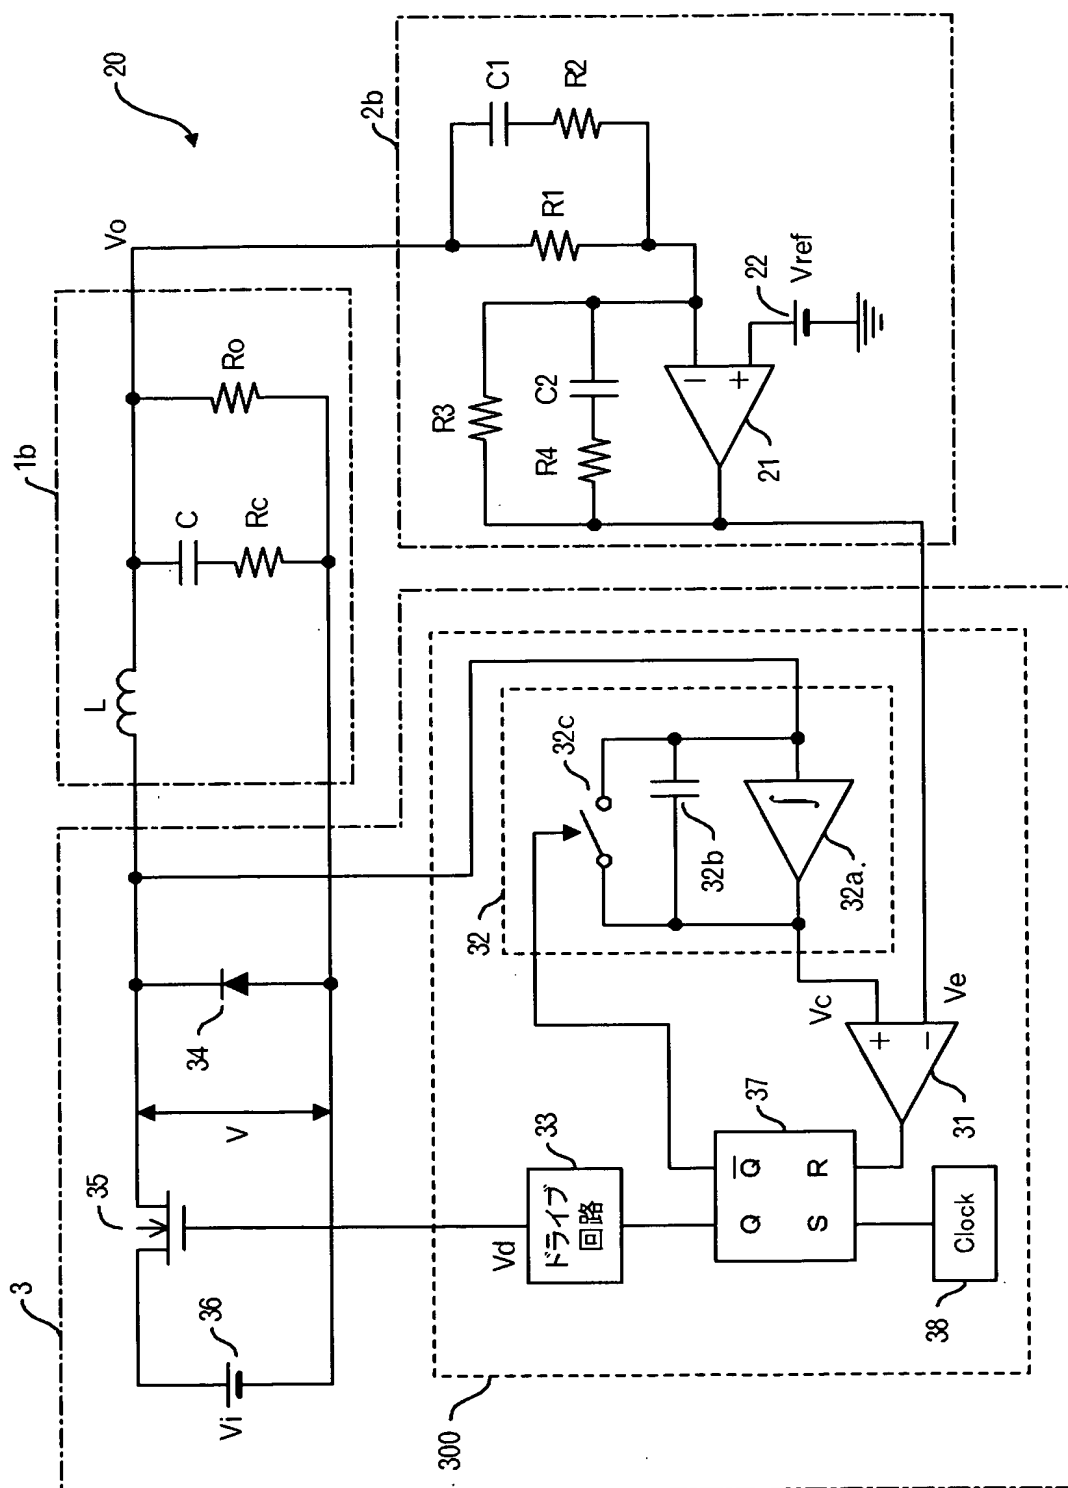 20
3
Vi
36
35
V
34
L
1b
C
Rc
Ro
Vo
2b
C1
R2
R1
R3
R4
C2
−
+
21
22
Vref
300
Vd
33
ドライブ
回路
Q
Q̅
S
R
37
Clock
38
32
32c
32b
∫
32a.
Vc
Ve
+
−
31